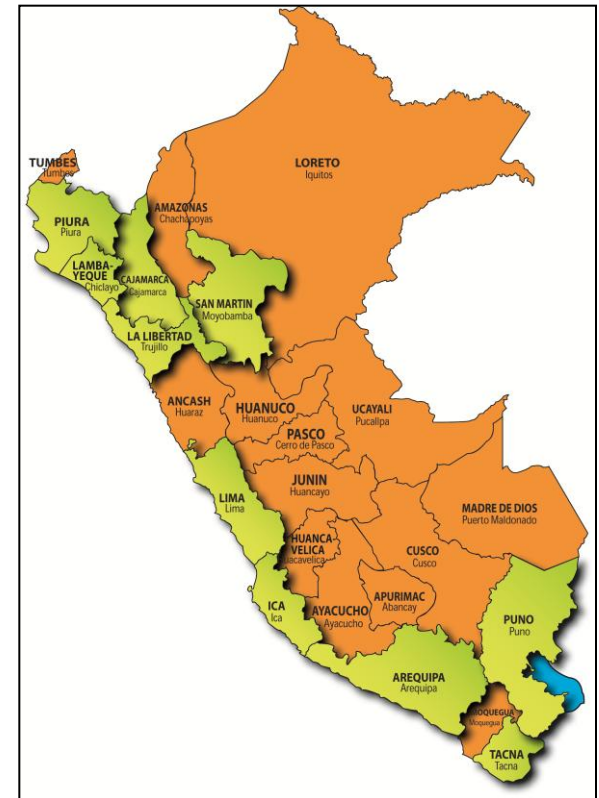 TUMBES
Tumbes
LORETO
Iquitos
AMAZONAS
Chachapoyas
PIURA
Piura
LAMBA-
YEQUE
Chiclayo
CAJAMARCA
Cajamarca
SAN MARTIN
Moyobamba
LA LIBERTAD
Trujillo
ANCASH
Huaraz
HUANUCO
Huanuco
UCAYALI
Pucallpa
PASCO
Cerro de Pasco
JUNIN
Huancayo
LIMA
Lima
MADRE DE DIOS
Puerto Maldonado
HUANCA-
VELICA
uacavelica
CUSCO
Cusco
ICA
Ica
AYACUCHO
Ayacucho
APURIMAC
Abancay
PUNO
Puno
AREQUIPA
Arequipa
MOQUEGUA
Moquegua
TACNA
Tacna